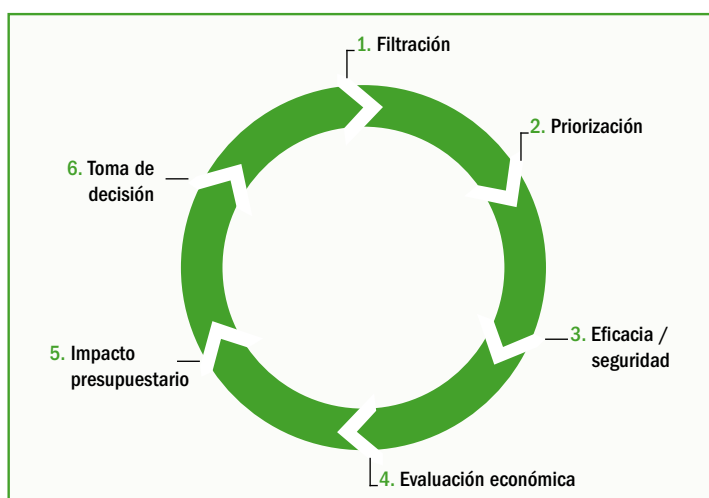 1. Filtración
2. Priorización
3. Eficacia /
seguridad
4. Evaluación económica
5. Impacto
presupuestario
6. Toma de
decisión